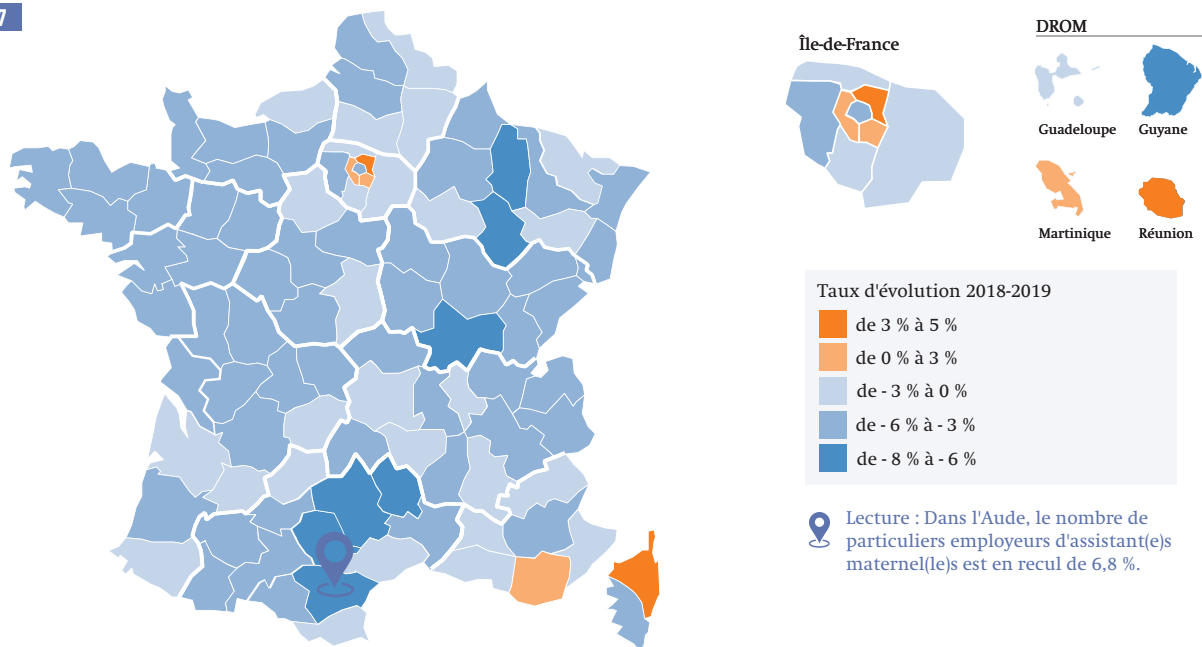 7
Île-de-France
DROM
Guadeloupe
Guyane
Martinique
Réunion
Taux d'évolution 2018-2019
de 3 % à 5 %
de 0 % à 3 %
de - 3 % à 0 %
de - 6 % à - 3 %
de - 8 % à - 6 %
Lecture : Dans l'Aude, le nombre de
particuliers employeurs d'assistant(e)s
maternel(le)s est en recul de 6,8 %.